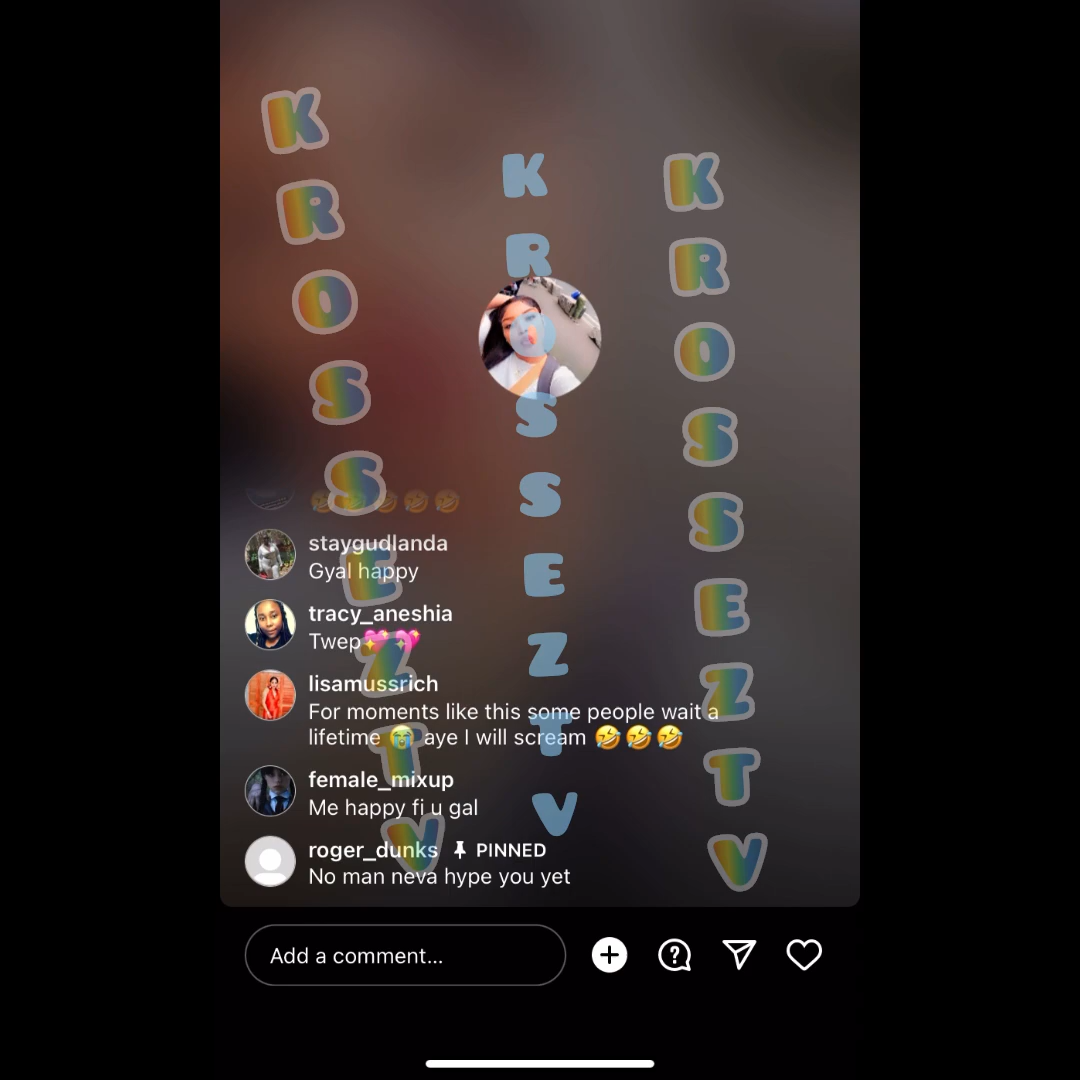 KROSSEZTV
KRSSEZTV
KROSSEZTV
🤣🤣🤣🤣🤣
staygudlanda
Gyal happy
tracy_aneshia
Twep💖💖
lisamussrich
For moments like this some people wait a
lifetime 😭 aye I will scream 🤣🤣🤣
female_mixup
Me happy fi u gal
roger_dunks PINNED
No man neva hype you yet
Add a comment...